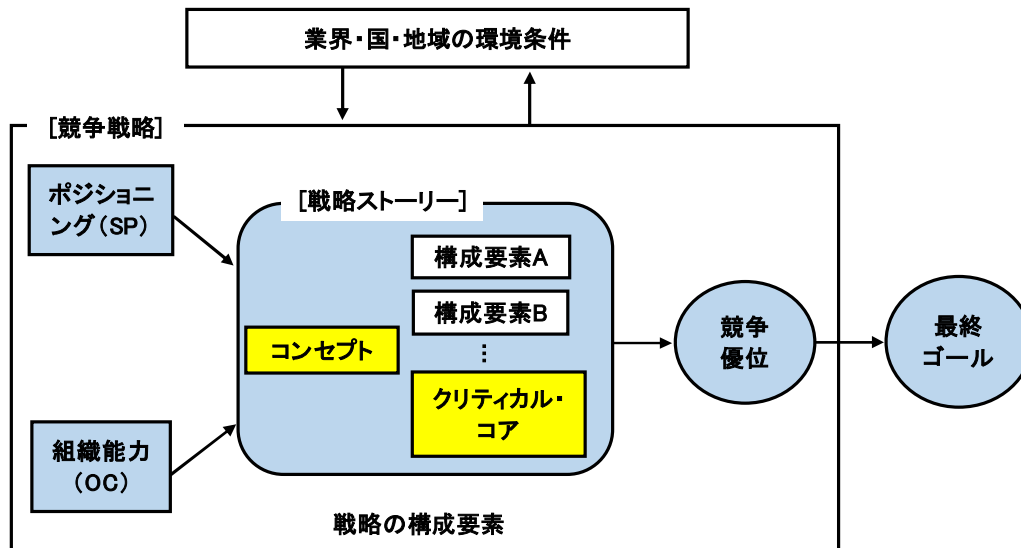 業界・国・地域の環境条件
[競争戦略]
ポジショニ
ング(SP)
[戦略ストーリー]
構成要素A
構成要素B
⋮
コンセプト
クリティカル・
コア
競争
優位
最終
ゴール
組織能力
(OC)
戦略の構成要素